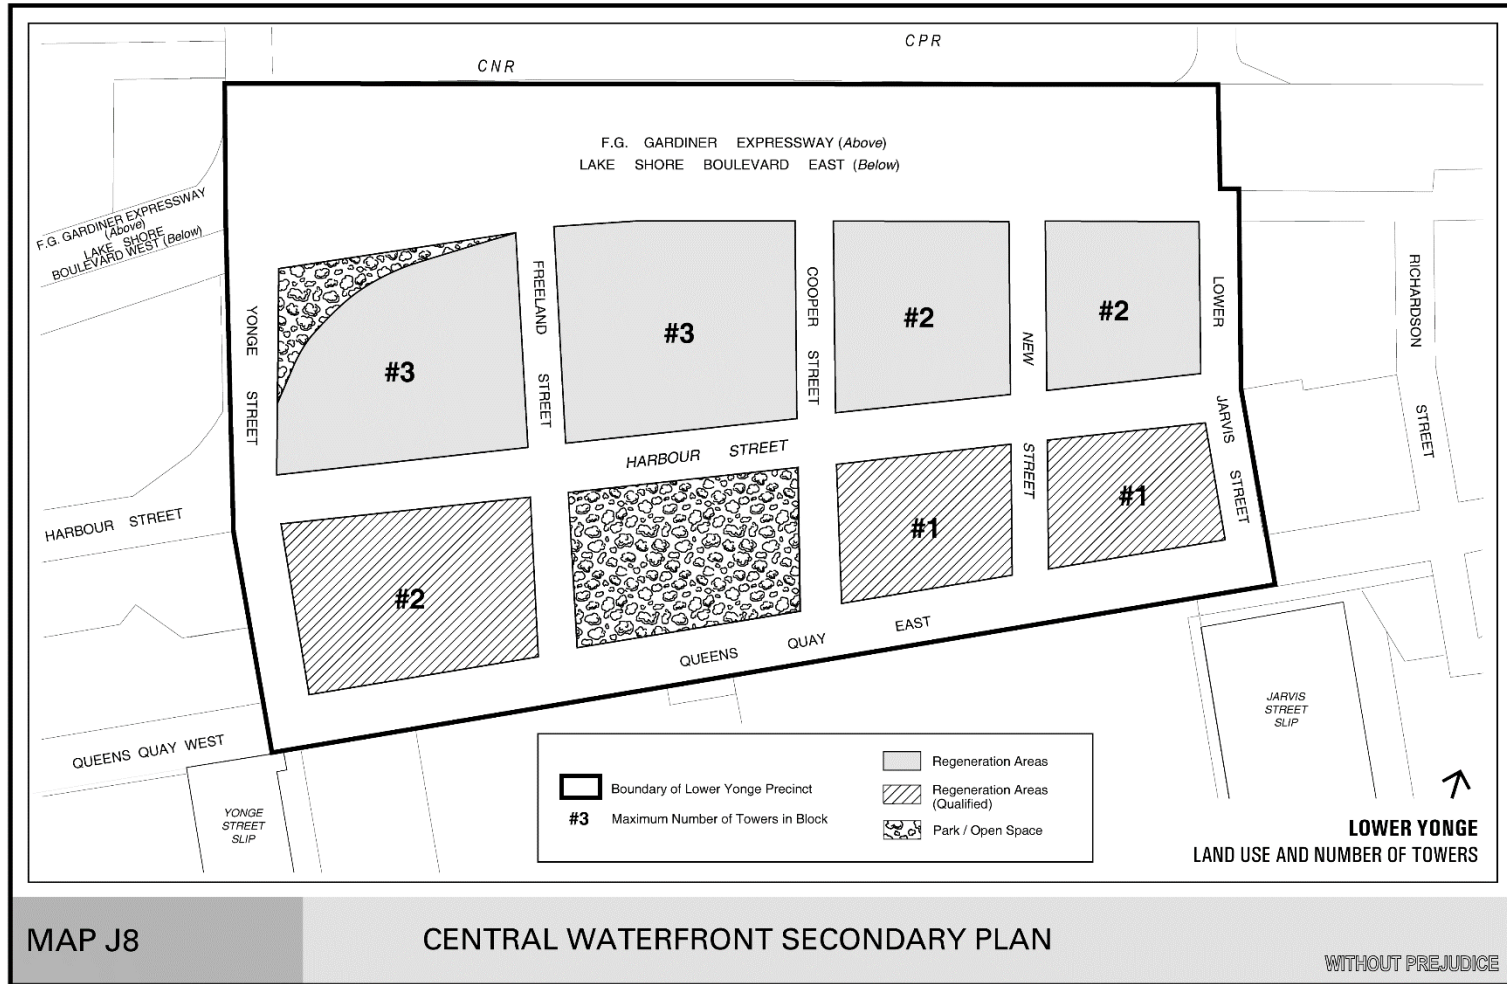 CPR
CNR
F.G. GARDINER EXPRESSWAY (Above)
LAKE SHORE BOULEVARD EAST (Below)
F.G. GARDINER EXPRESSWAY
(Above)
LAKE SHORE
BOULEVARD WEST (Below)
YONGE STREET
FREELAND STREET
COOPER STREET
NEW STREET
LOWER JARVIS STREET
RICHARDSON STREET
#3
#3
#2
#2
HARBOUR STREET
HARBOUR STREET
#2
#1
#1
QUEENS QUAY EAST
QUEENS QUAY WEST
YONGE
STREET
SLIP
JARVIS
STREET
SLIP
Boundary of Lower Yonge Precinct
#3 Maximum Number of Towers in Block
Regeneration Areas
Regeneration Areas
(Qualified)
Park / Open Space
LOWER YONGE
LAND USE AND NUMBER OF TOWERS
MAP J8
CENTRAL WATERFRONT SECONDARY PLAN
WITHOUT PREJUDICE